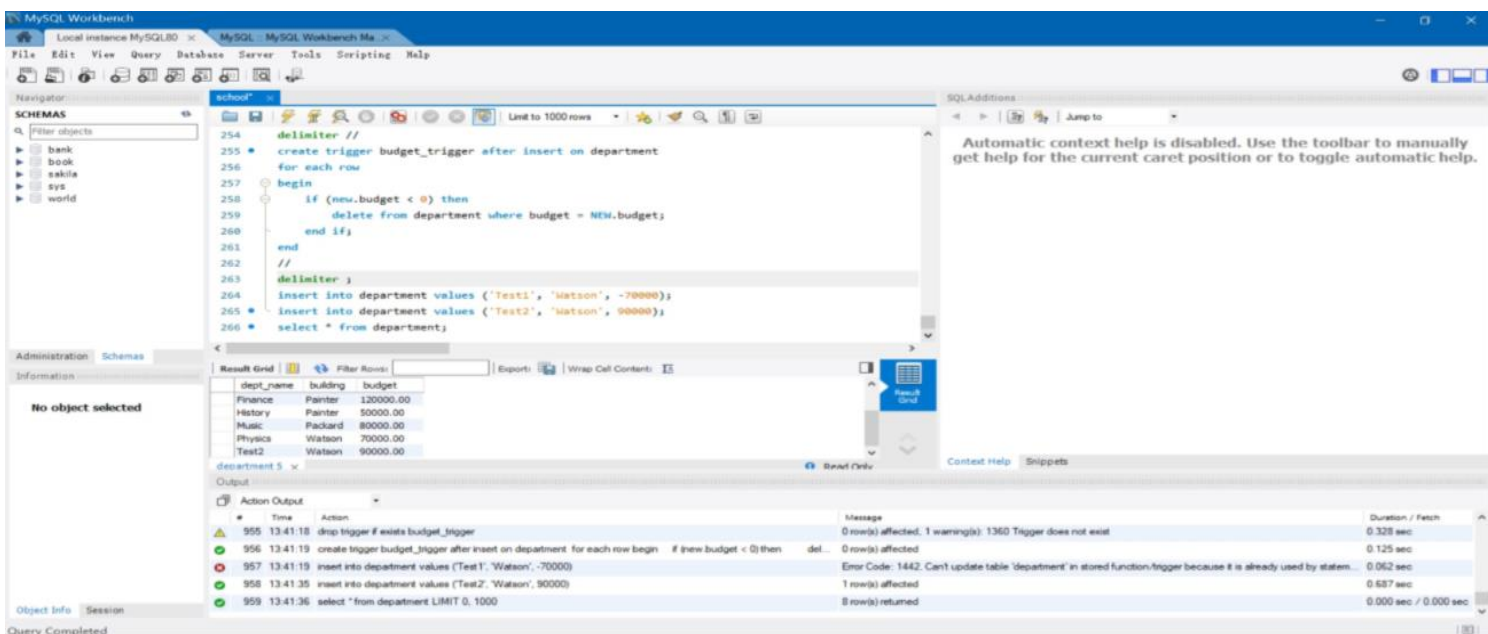 MySQL Workbench
Local instance MySQL80 × MySQL :: MySQL Workbench Ma... ×
File Edit View Query Database Server Tools Scripting Help
Navigator
SCHEMAS
Filter objects
bank
book
sakila
sys
world
Administration Schemas
Information
No object selected
Object Info Session
school* ×
Limit to 1000 rows
254 delimiter //
255 create trigger budget_trigger after insert on department
256 for each row
257 begin
258 if (new.budget < 0) then
259 delete from department where budget = NEW.budget;
260 end if;
261 end
262 //
263 delimiter ;
264 insert into department values ('Test1', 'Watson', -70000);
265 insert into department values ('Test2', 'Watson', 90000);
266 select * from department;
Result Grid Filter Rows: Export: Wrap Cell Content:
dept_name building budget
Finance Painter 120000.00
History Painter 50000.00
Music Packard 80000.00
Physics Watson 70000.00
Test2 Watson 90000.00
Result Grid
department 5 × Read Only
SQLAdditions
Jump to
Automatic context help is disabled. Use the toolbar to manually
get help for the current caret position or to toggle automatic help.
Context Help Snippets
Output
Action Output
# Time Action Message Duration / Fetch
955 13:41:18 drop trigger if exists budget_trigger 0 row(s) affected, 1 warning(s): 1360 Trigger does not exist 0.328 sec
956 13:41:19 create trigger budget_trigger after insert on department for each row begin if (new.budget < 0) then del... 0 row(s) affected 0.125 sec
957 13:41:19 insert into department values ('Test1', 'Watson', -70000) Error Code: 1442. Can't update table 'department' in stored function/trigger because it is already used by statem... 0.062 sec
958 13:41:35 insert into department values ('Test2', 'Watson', 90000) 1 row(s) affected 0.687 sec
959 13:41:36 select * from department LIMIT 0, 1000 8 row(s) returned 0.000 sec / 0.000 sec
Query Completed